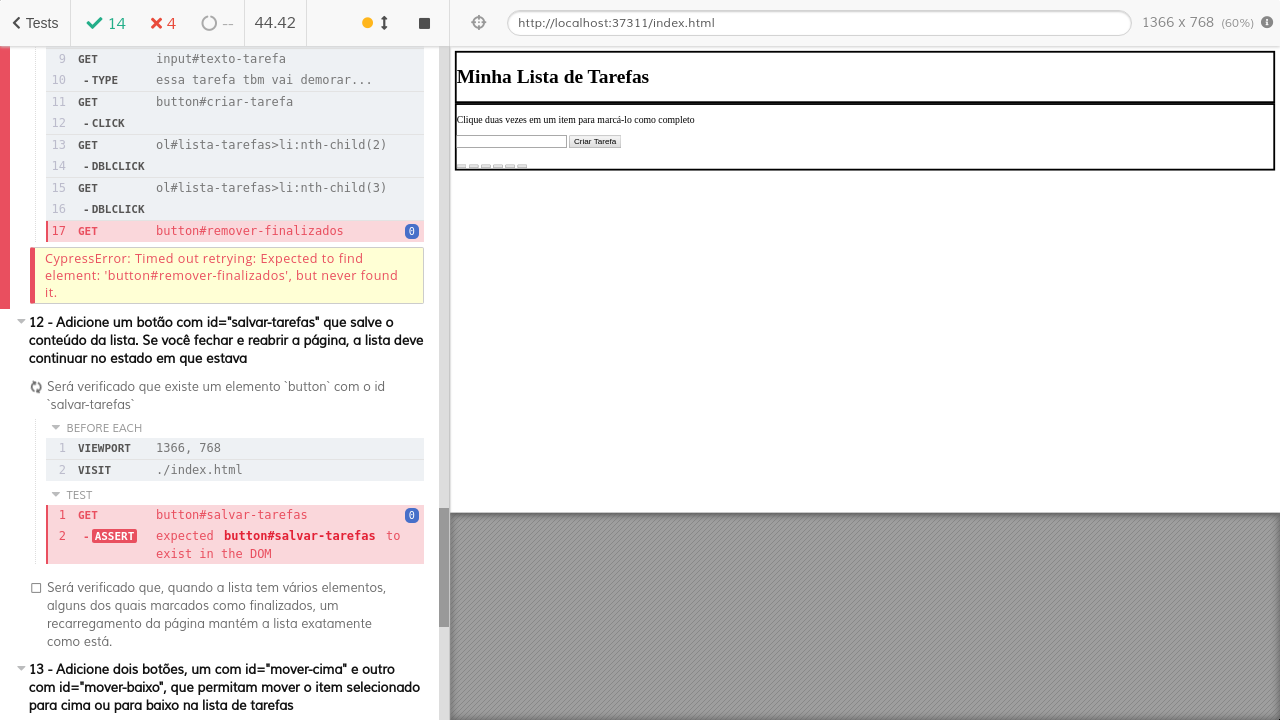 Tests 14 4 -- 44.42 http://localhost:37311/index.html 1366 x 768 (60%)
9 GET input#texto-tarefa
10 - TYPE essa tarefa tbm vai demorar...
11 GET button#criar-tarefa
12 - CLICK
13 GET ol#lista-tarefas>li:nth-child(2)
14 - DBLCLICK
15 GET ol#lista-tarefas>li:nth-child(3)
16 - DBLCLICK
17 GET button#remover-finalizados 0
CypressError: Timed out retrying: Expected to find
element: 'button#remover-finalizados', but never found
it.
12 - Adicione um botão com id="salvar-tarefas" que salve o
conteúdo da lista. Se você fechar e reabrir a página, a lista deve
continuar no estado em que estava
Será verificado que existe um elemento `button` com o id
`salvar-tarefas`
BEFORE EACH
1 VIEWPORT 1366, 768
2 VISIT ./index.html
TEST
1 GET button#salvar-tarefas 0
2 - ASSERT expected button#salvar-tarefas to
exist in the DOM
Será verificado que, quando a lista tem vários elementos,
alguns dos quais marcados como finalizados, um
recarregamento da página mantém a lista exatamente
como está.
13 - Adicione dois botões, um com id="mover-cima" e outro
com id="mover-baixo", que permitam mover o item selecionado
para cima ou para baixo na lista de tarefas
Minha Lista de Tarefas
Clique duas vezes em um item para marcá-lo como completo
Criar Tarefa